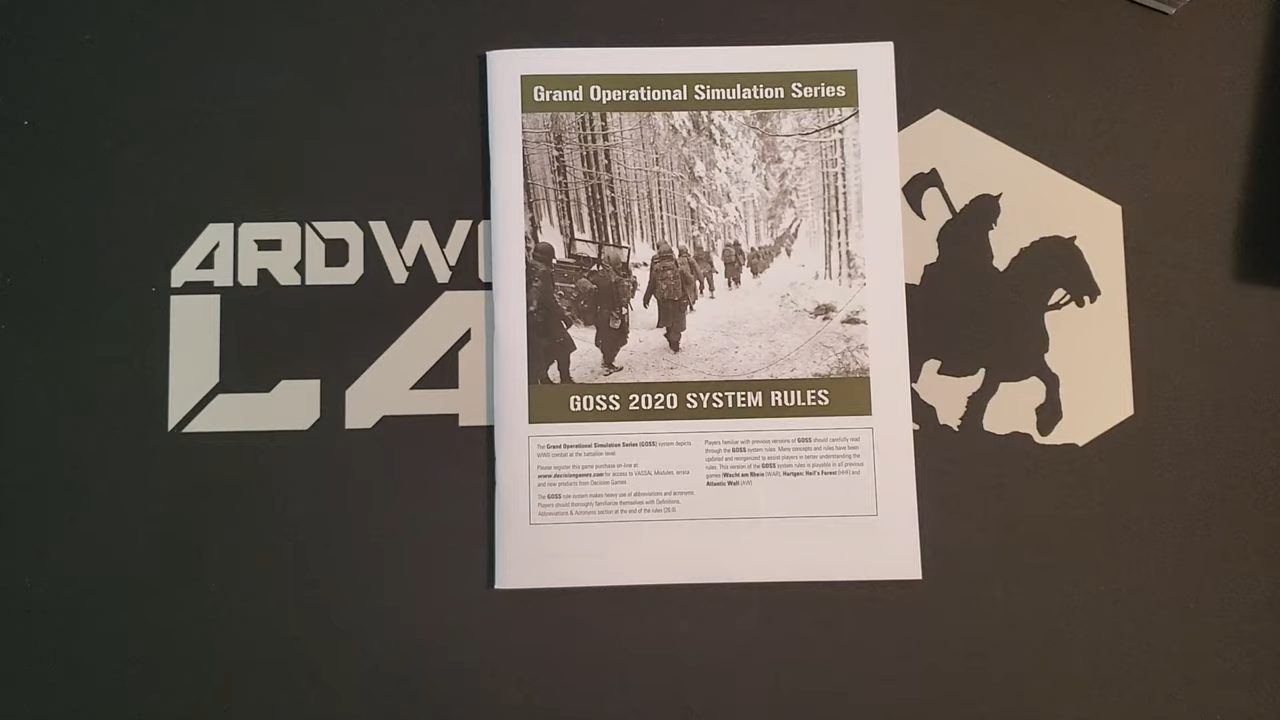 Grand Operational Simulation Series
ARDW
LA
GOSS 2020 SYSTEM RULES
The Grand Operational Simulation Series (GOSS) system depicts
WWII combat at the battalion level.
Please register this game purchase on-line at:
www.decisiongames.com for access to VASSAL Modules, errata
and new products from Decision Games.
The GOSS rule system makes heavy use of abbreviations and acronyms.
Players should thoroughly familiarize themselves with Definitions,
Abbreviations & Acronyms section at the end of the rules (28.0).
Players familiar with previous versions of GOSS should carefully read
through the GOSS system rules. Many concepts and rules have been
updated and reorganized to assist players in better understanding the
rules. This version of the GOSS system rules is playable in all previous
games (Wacht am Rhein (WAR), Hurtgen: Hell's Forest (HHF) and
Atlantic Wall (AW)